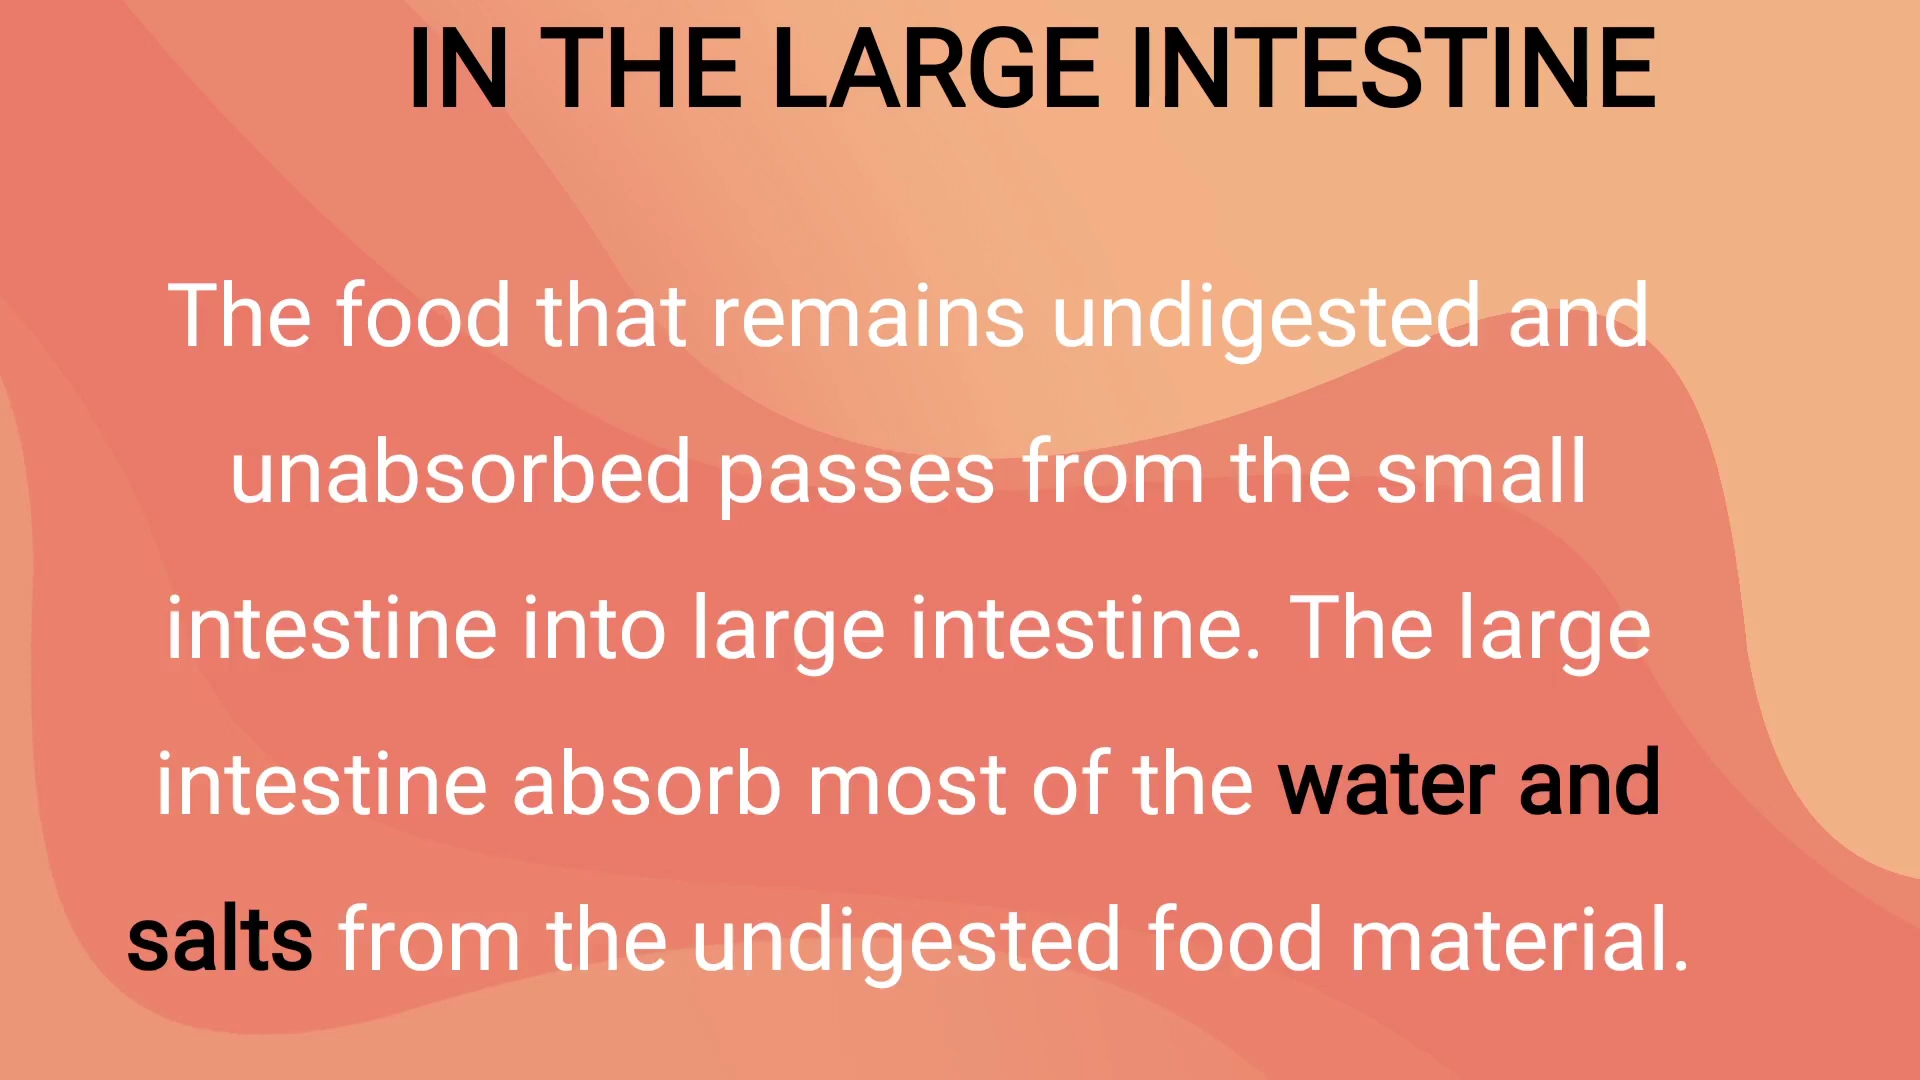 IN THE LARGE INTESTINE
The food that remains undigested and
unabsorbed passes from the small
intestine into large intestine. The large
intestine absorb most of the water and
salts from the undigested food material.